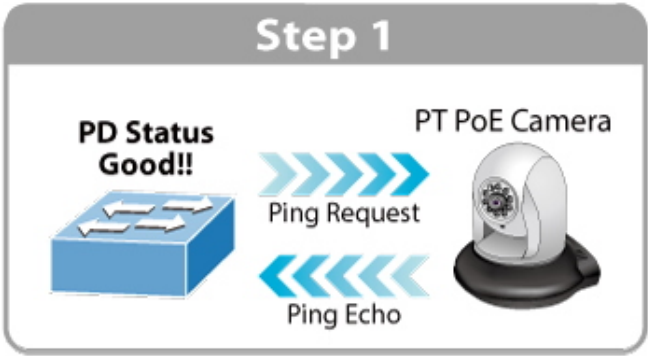 Step 1
PD Status
Good!!
PT PoE Camera
Ping Request
Ping Echo